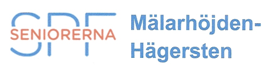 SPF
SENIORERNA
Mälarhöjden-
Hägersten